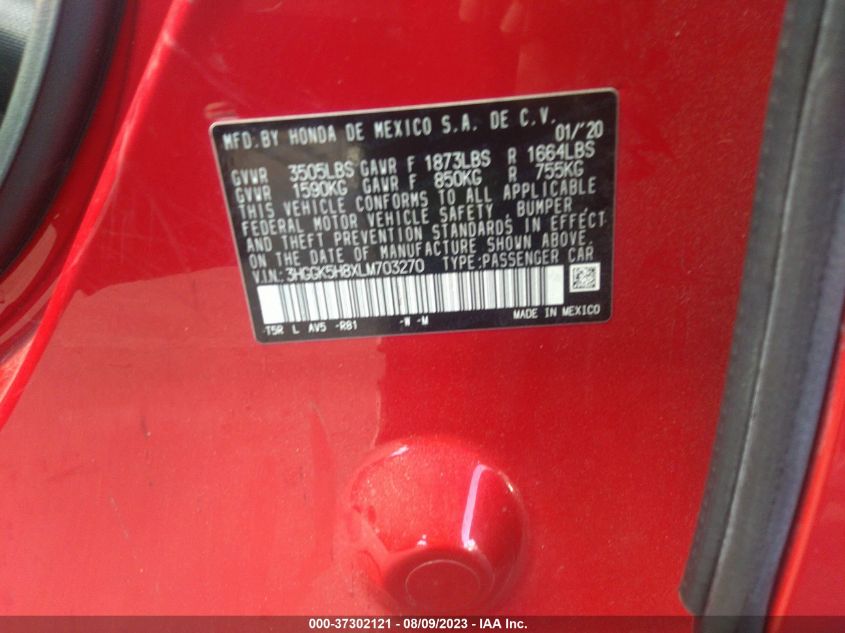 MFD. BY HONDA DE MEXICO S.A. DE C.V.
01/'20
GVWR 3505LBS GAWR F 1873LBS R 1664LBS
GVWR 1590KG GAWR F 850KG R 755KG
THIS VEHICLE CONFORMS TO ALL APPLICABLE
FEDERAL MOTOR VEHICLE SAFETY, BUMPER,
AND THEFT PREVENTION STANDARDS IN EFFECT
ON THE DATE OF MANUFACTURE SHOWN ABOVE.
V.I.N: 3HGGK5H8XLM703270 TYPE:PASSENGER CAR
T5R L AV5 -R81 -W -M MADE IN MEXICO
000-37302121 - 08/09/2023 - IAA Inc.